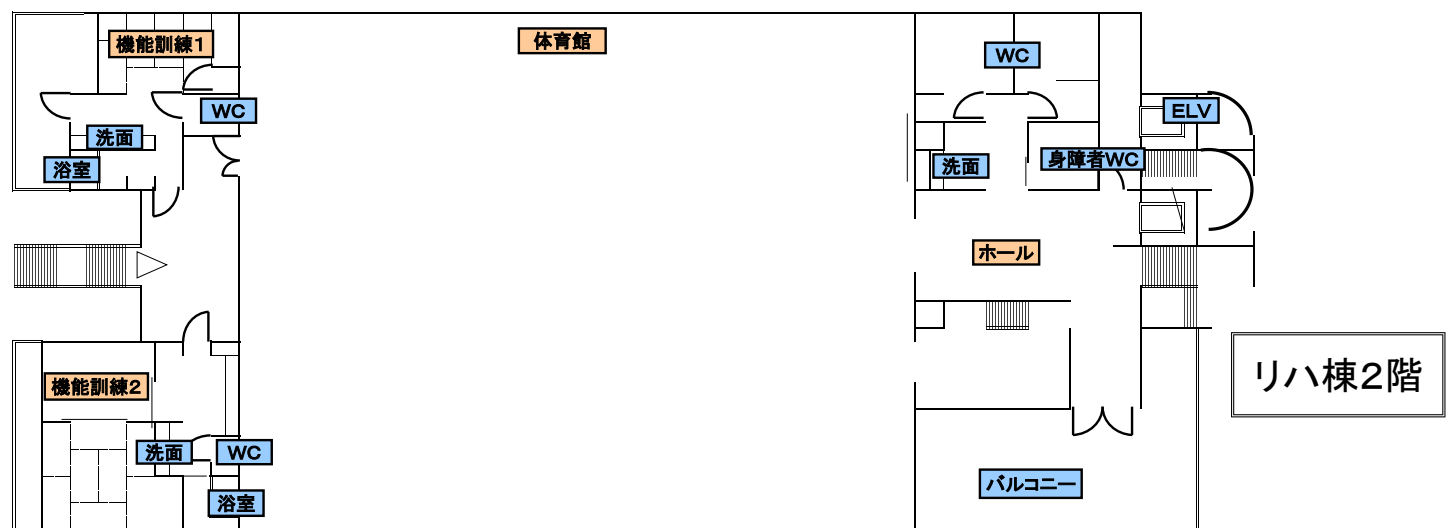 機能訓練1
体育館
WC
WC
ELV
洗面
浴室
洗面
身障者WC
ホール
リハ棟2階
機能訓練2
洗面
WC
バルコニー
浴室